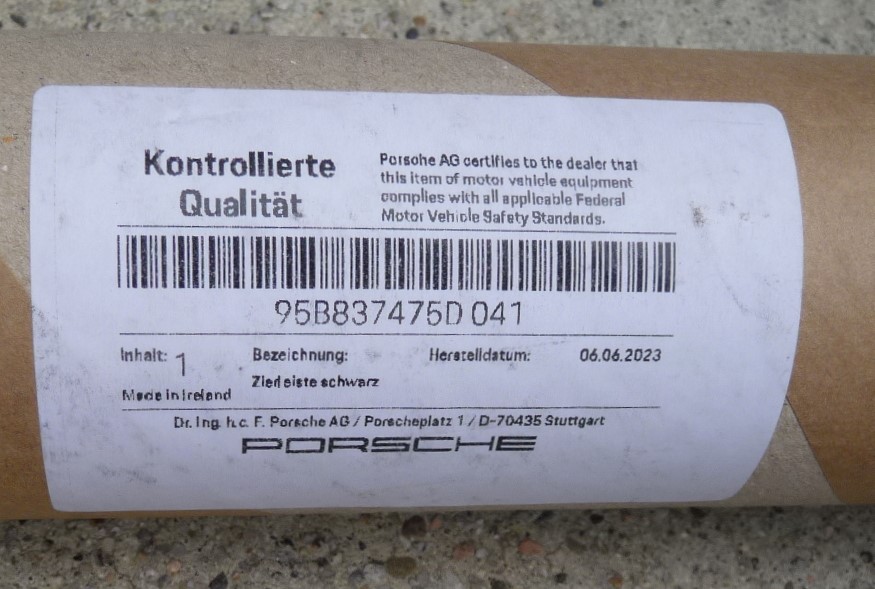 Kontrollierte
Qualität
Porsche AG certifies to the dealer that
this item of motor vehicle equipment
complies with all applicable Federal
Motor Vehicle Safety Standards.
95B837475D 041
Inhalt: 1
Made in Ireland
Bezeichnung:
Zierleiste schwarz
Herstelldatum: 06.06.2023
Dr. Ing. h.c. F. Porsche AG / Porscheplatz 1 / D-70435 Stuttgart
PORSCHE